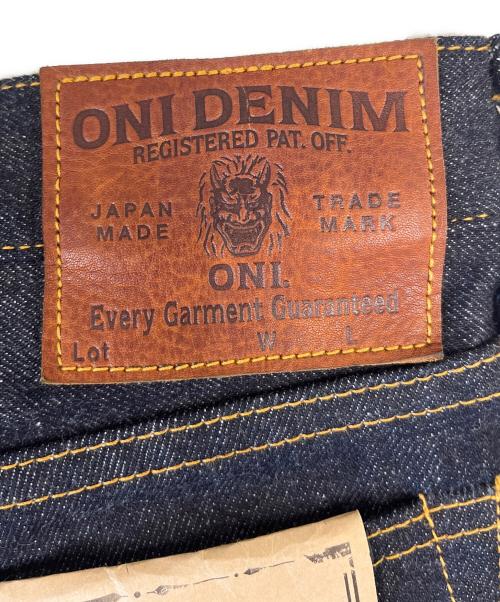 ONI DENIM
REGISTERED PAT. OFF.
JAPAN MADE
TRADE MARK
ONI.
Every Garment Guaranteed
Lot W L